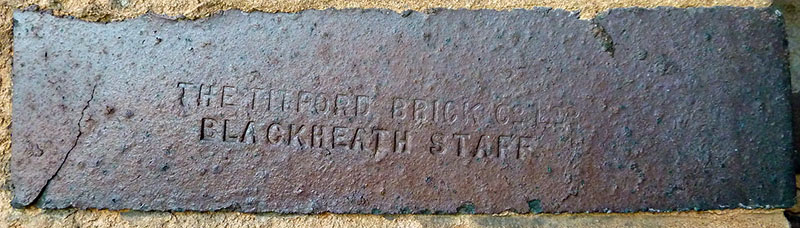 THE TITFORD BRICK Co. LTD.
BLACKHEATH STAFF